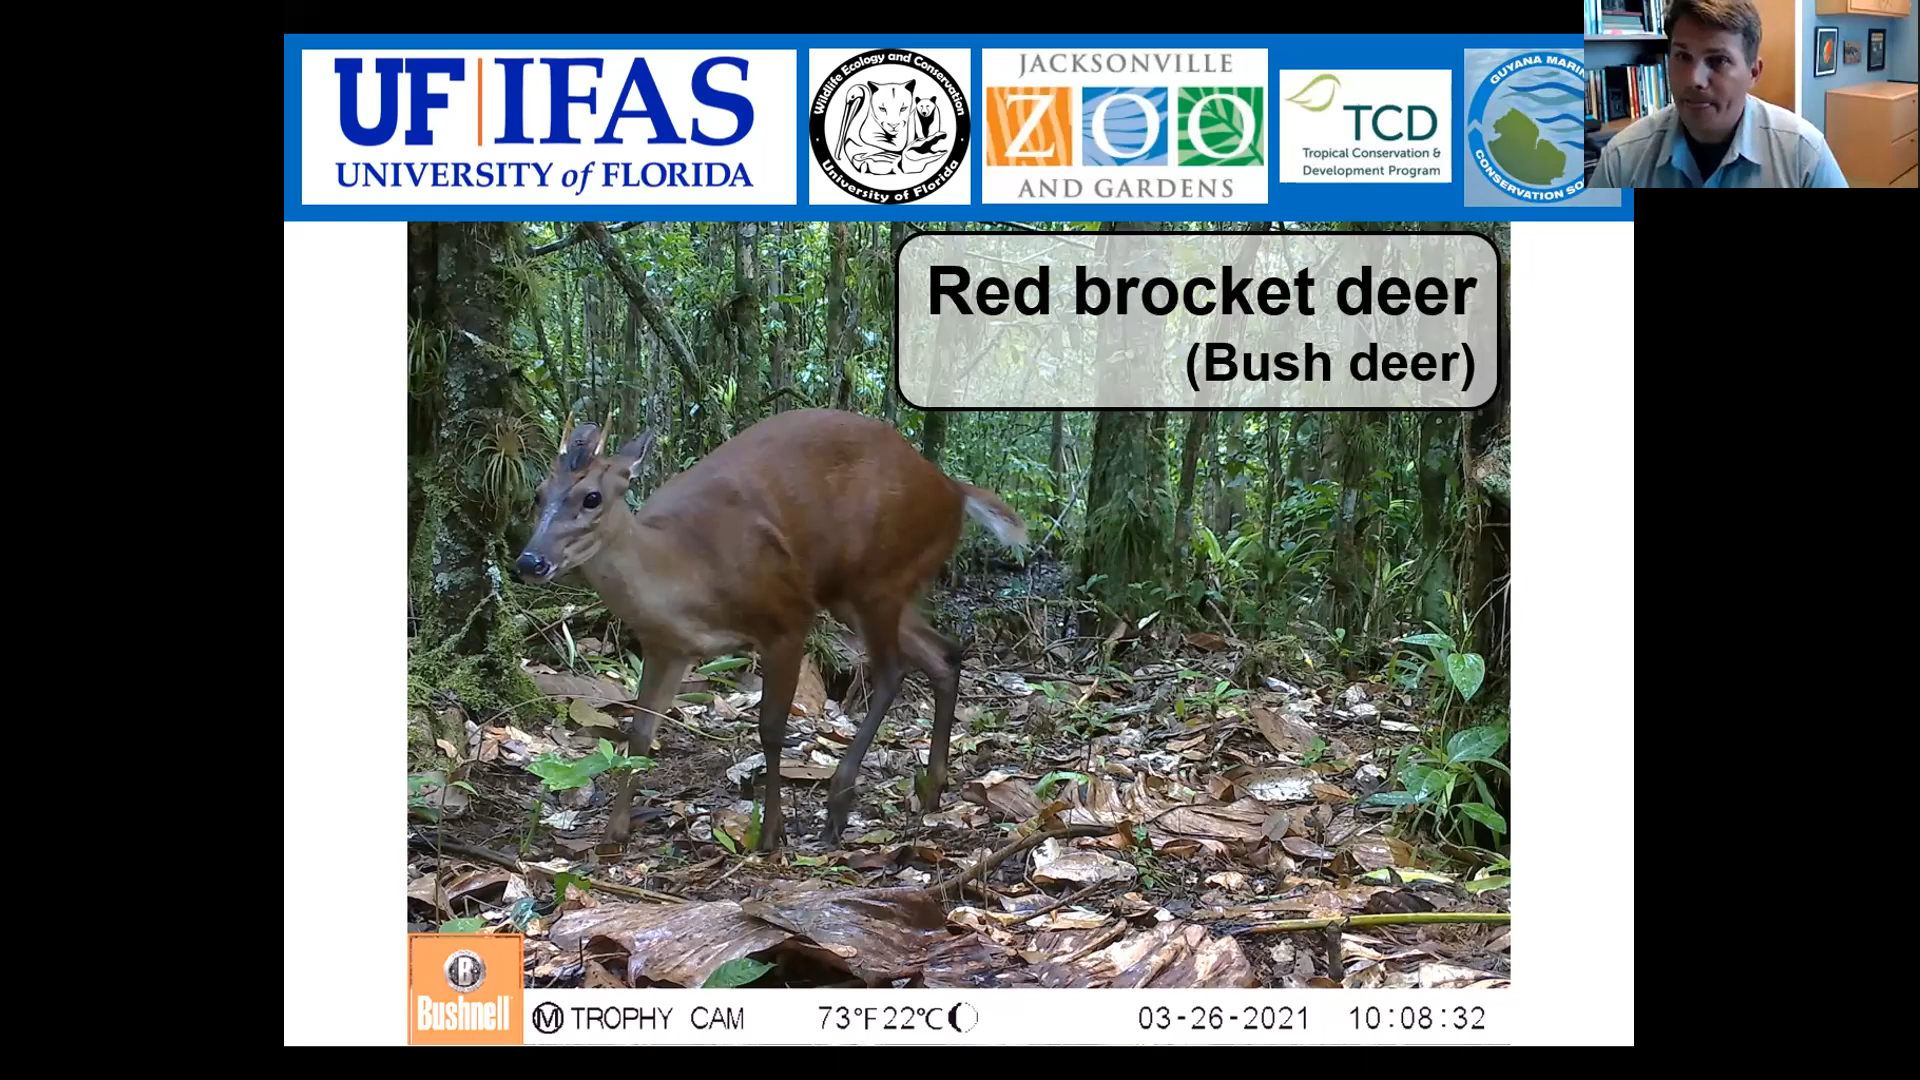 UF|IFAS
UNIVERSITY of FLORIDA
Wildlife Ecology and Conservation
University of Florida
JACKSONVILLE
ZOO
AND GARDENS
TCD
Tropical Conservation &
Development Program
GUYANA MARIN
CONSERVATION SO
Red brocket deer
(Bush deer)
B
Bushnell
M TROPHY CAM 73°F22°C 03-26-2021 10:08:32